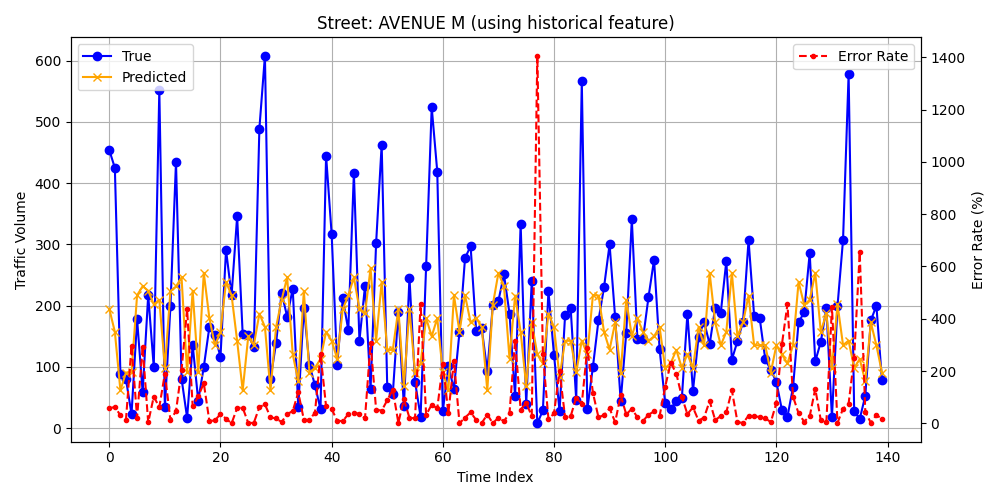 Street: AVENUE M (using historical feature)
True
Predicted
Error Rate
600
500
400
300
200
100
0
1400
1200
1000
800
600
400
200
0
Traffic Volume
Error Rate (%)
0 20 40 60 80 100 120 140
Time Index